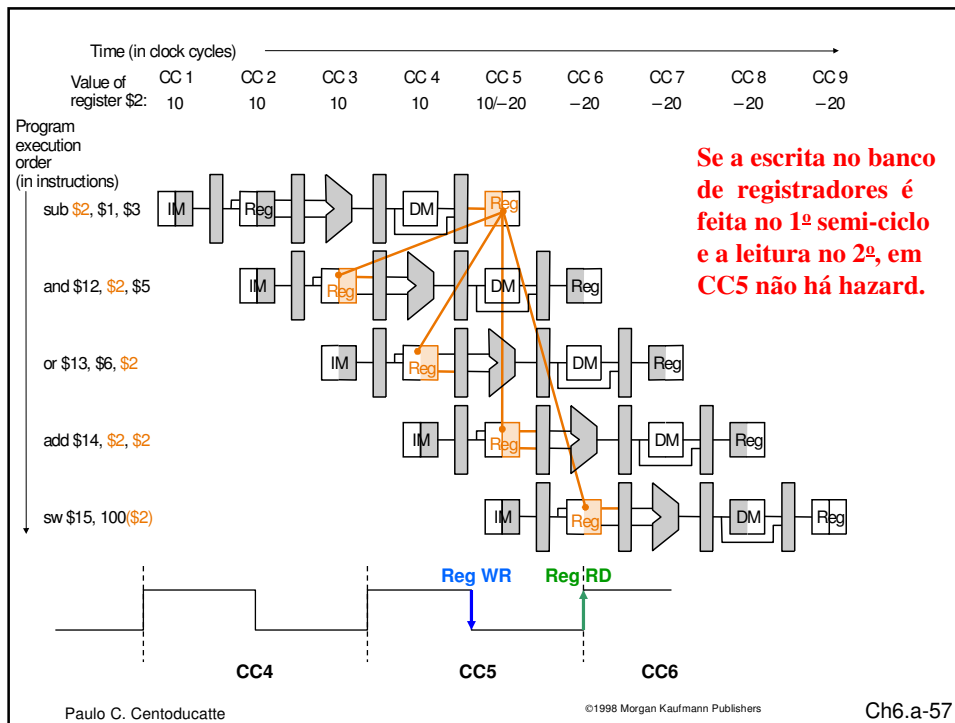 Time (in clock cycles)
CC 1 CC 2 CC 3 CC 4 CC 5 CC 6 CC 7 CC 8 CC 9
Value of
register $2:
10 10 10 10 10/–20 –20 –20 –20 –20
Program
execution
order
(in instructions)
Se a escrita no banco
de registradores é
feita no 1º semi-ciclo
e a leitura no 2º, em
CC5 não há hazard.
sub $2, $1, $3
IM Reg DM Reg
and $12, $2, $5
IM Reg DM Reg
or $13, $6, $2
IM Reg DM Reg
add $14, $2, $2
IM Reg DM Reg
sw $15, 100($2)
IM Reg DM Reg
Reg WR Reg RD
CC4 CC5 CC6
Paulo C. Centoducatte ©1998 Morgan Kaufmann Publishers Ch6.a-57